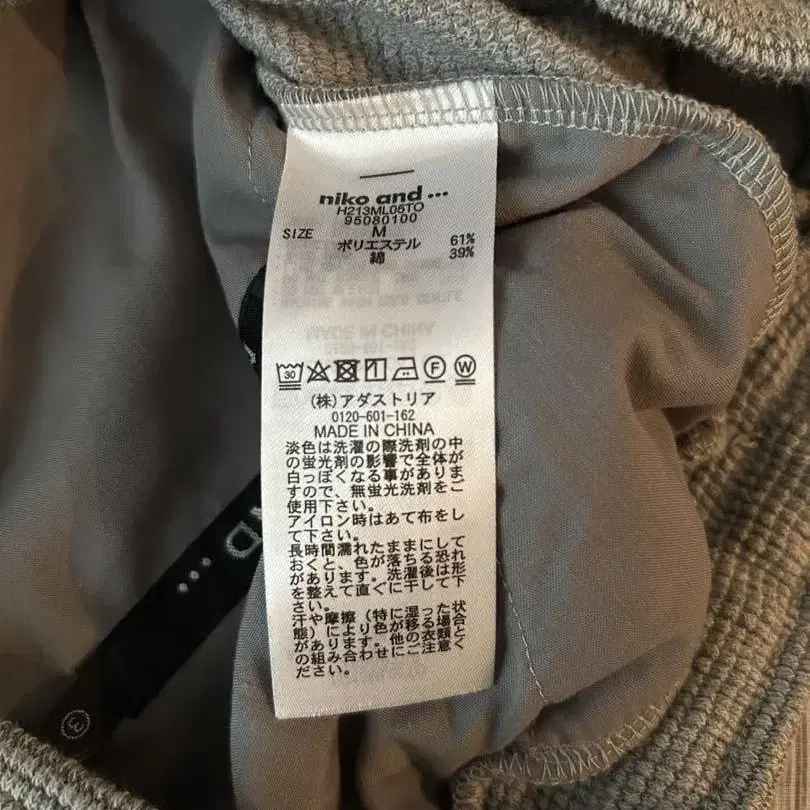 niko and ...
H213ML05TO
95080100
SIZE M
ポリエステル 61%
綿 39%
30 F W
(株)アダストリア
0120-601-162
MADE IN CHINA
淡色は洗濯の際洗剤の中
の蛍光剤の影響で全体が
白っぽくなる事がありま
すので、無蛍光洗剤をご
使用下さい。
アイロン時はあて布をし
て下さい。
長時間濡れたままにして
おくと、色が落ちる恐れ
があります。洗濯後は形
を整えて直ぐに干して下
さい。
汗や摩擦(特に湿った状
態)により色が移る場合
があります。他の衣類と
の組み合わせにご注意く
ださい。
ND...
3